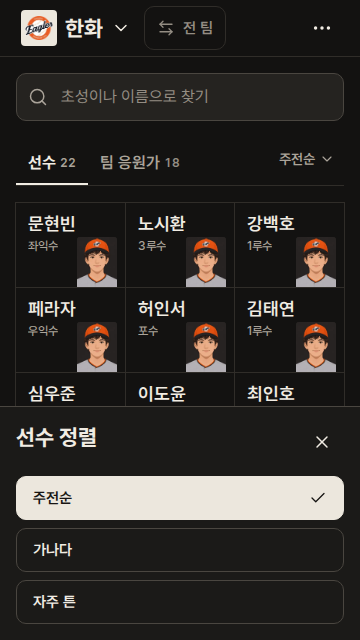 Eagles 한화 전 팀
초성이나 이름으로 찾기
선수 22 팀 응원가 18 주전순
문현빈 노시환 강백호
좌익수 3루수 1루수
페라자 허인서 김태연
우익수 포수 1루수
심우준 이도윤 최인호
선수 정렬
주전순
가나다
자주 튼